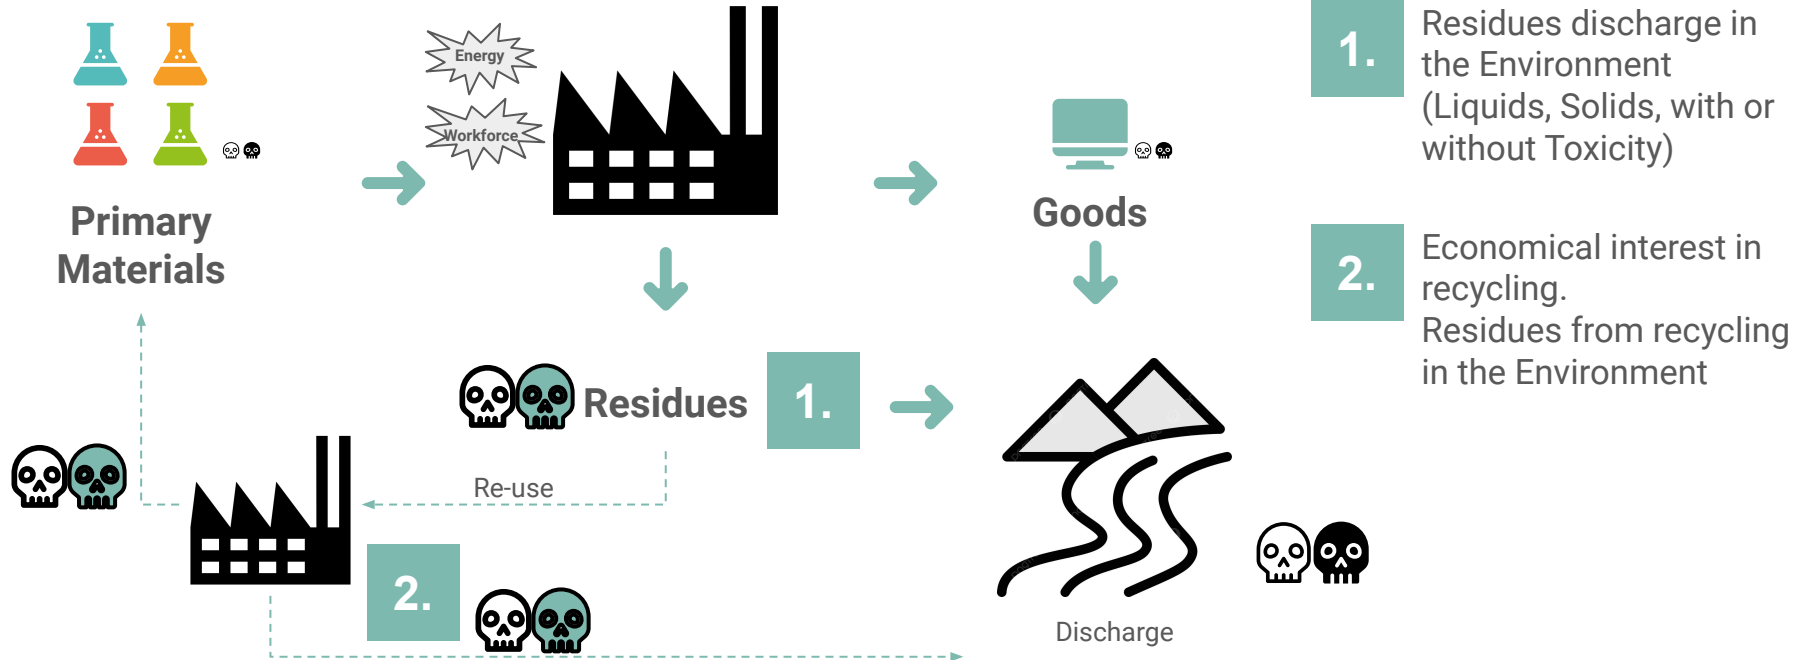 Energy
Workforce
Primary
Materials
Goods
Residues
1.
Re-use
2.
Discharge
1.
Residues discharge in
the Environment
(Liquids, Solids, with or
without Toxicity)
2.
Economical interest in
recycling.
Residues from recycling
in the Environment